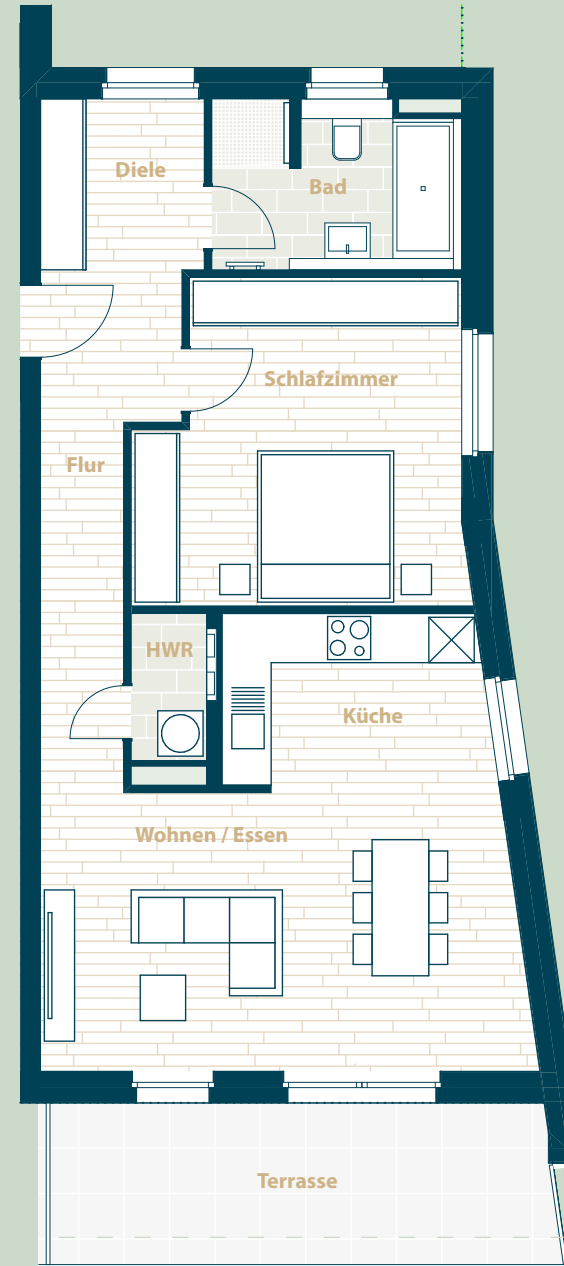 Diele
Bad
Schlafzimmer
Flur
HWR
Küche
Wohnen / Essen
Terrasse